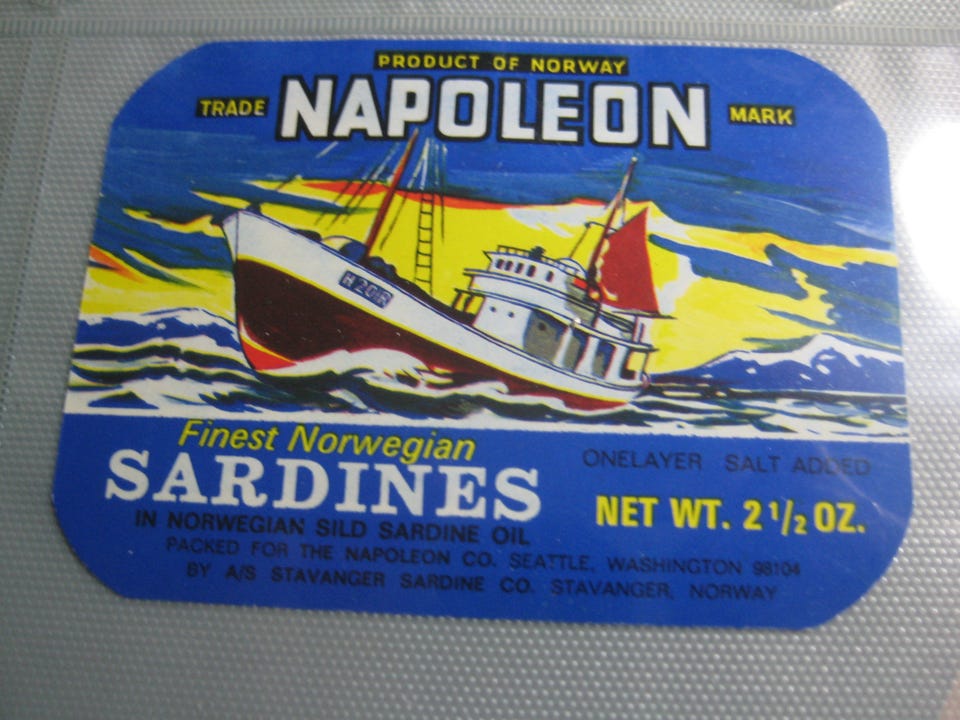 PRODUCT OF NORWAY
TRADE NAPOLEON MARK
H 20 R
Finest Norwegian
SARDINES
IN NORWEGIAN SILD SARDINE OIL
ONELAYER SALT ADDED
NET WT. 2 1/2 OZ.
PACKED FOR THE NAPOLEON CO. SEATTLE, WASHINGTON 98104
BY A/S STAVANGER SARDINE CO. STAVANGER, NORWAY